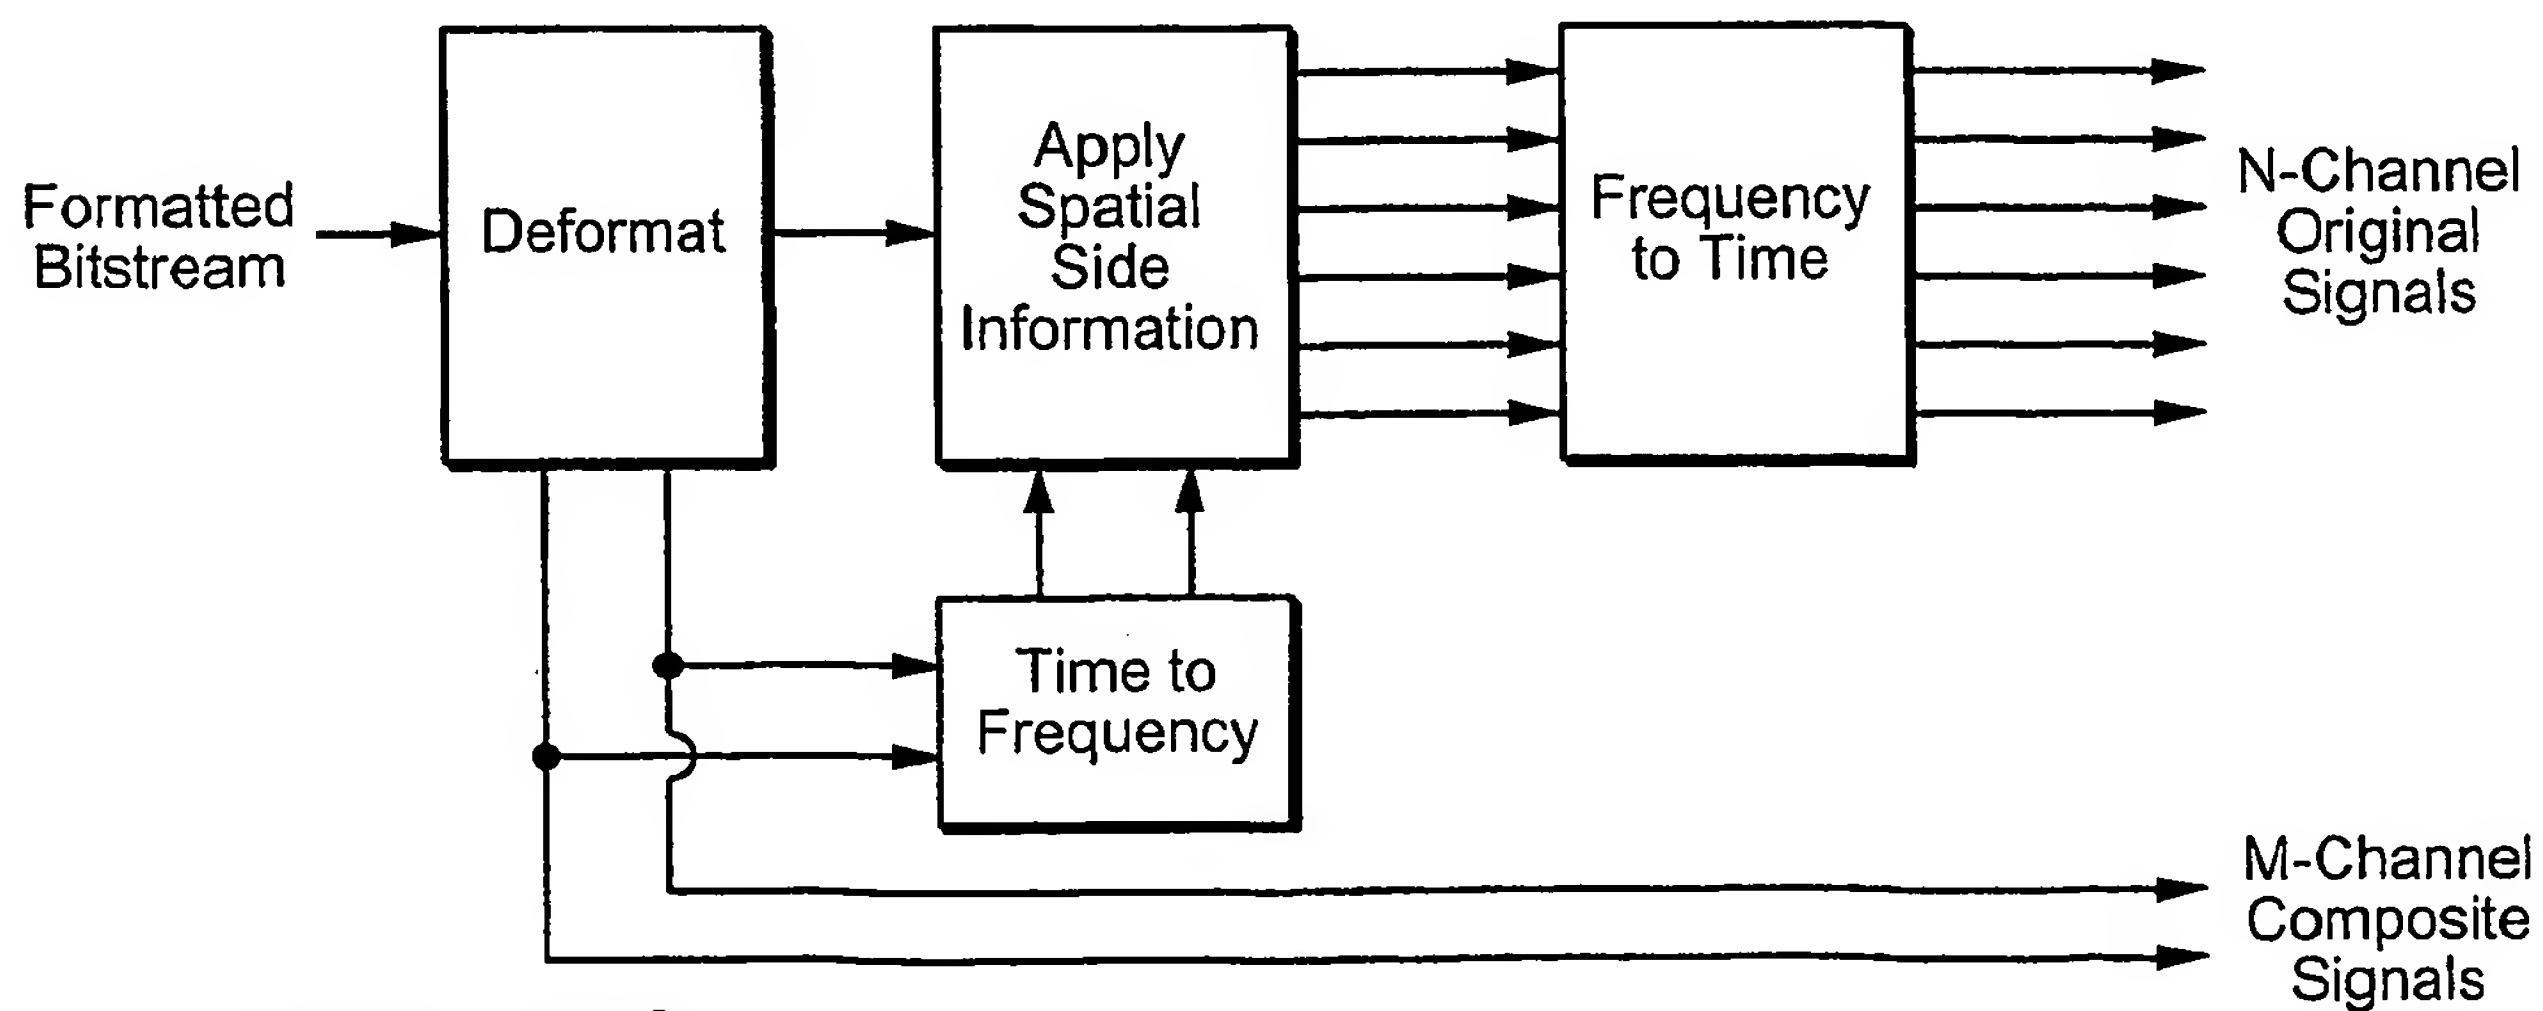 Formatted
Bitstream
Deformat
Apply
Spatial
Side
Information
Frequency
to Time
N-Channel
Original
Signals
Time to
Frequency
M-Channel
Composite
Signals